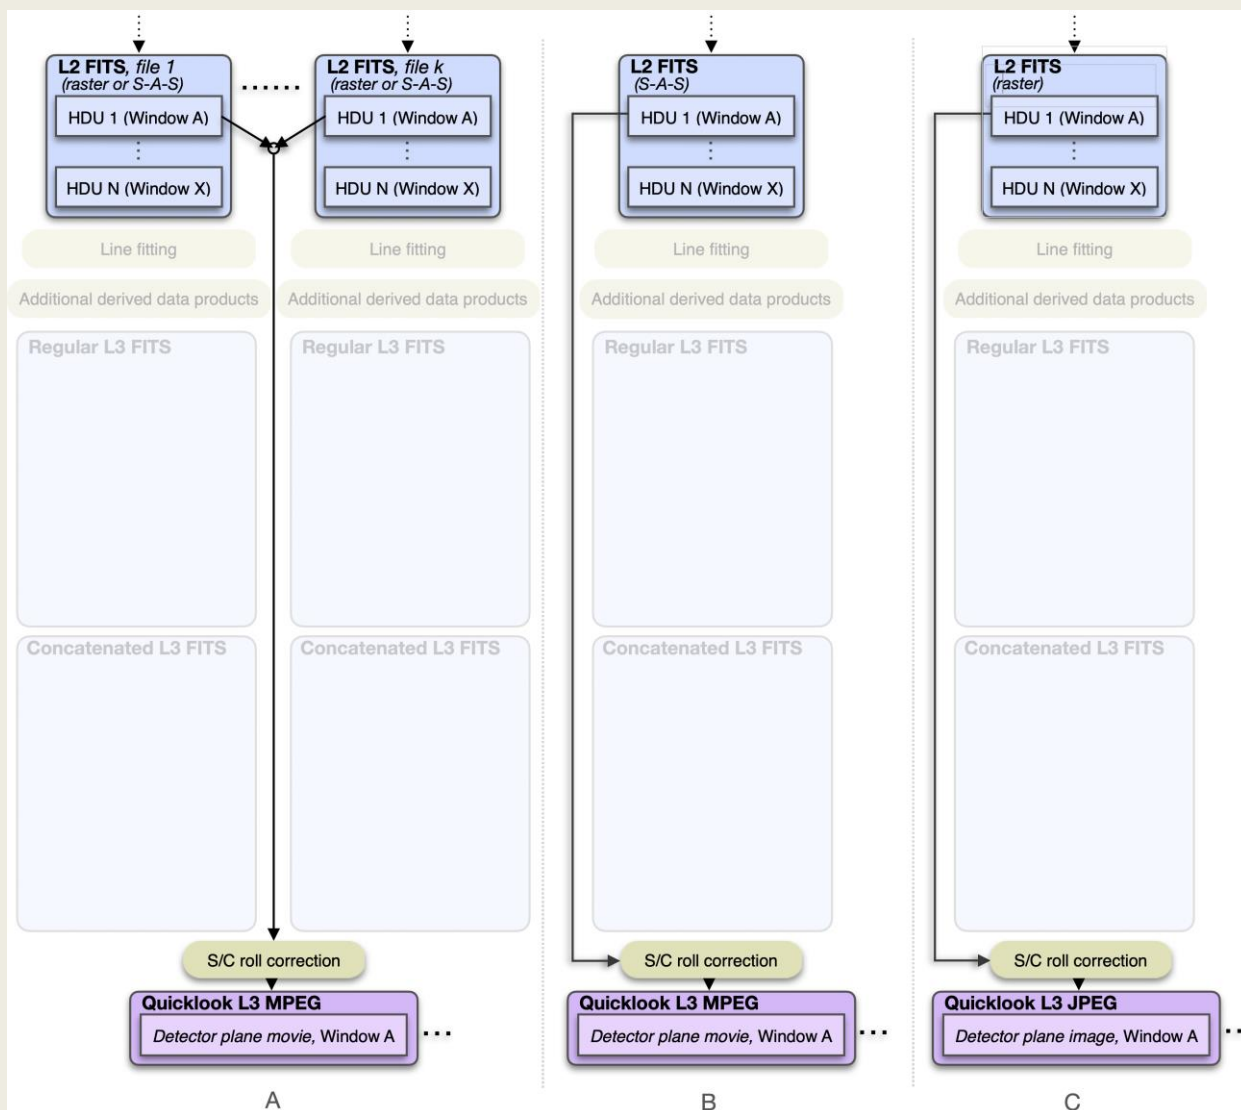 L2 FITS, file 1
(raster or S-A-S)
HDU 1 (Window A)
HDU N (Window X)
......
L2 FITS, file k
(raster or S-A-S)
HDU 1 (Window A)
HDU N (Window X)
Line fitting
Line fitting
Additional derived data products
Additional derived data products
Regular L3 FITS
Regular L3 FITS
Concatenated L3 FITS
Concatenated L3 FITS
S/C roll correction
Quicklook L3 MPEG
Detector plane movie, Window A
...
A
L2 FITS
(S-A-S)
HDU 1 (Window A)
HDU N (Window X)
Line fitting
Additional derived data products
Regular L3 FITS
Concatenated L3 FITS
S/C roll correction
Quicklook L3 MPEG
Detector plane movie, Window A
...
B
L2 FITS
(raster)
HDU 1 (Window A)
HDU N (Window X)
Line fitting
Additional derived data products
Regular L3 FITS
Concatenated L3 FITS
S/C roll correction
Quicklook L3 JPEG
Detector plane image, Window A
...
C